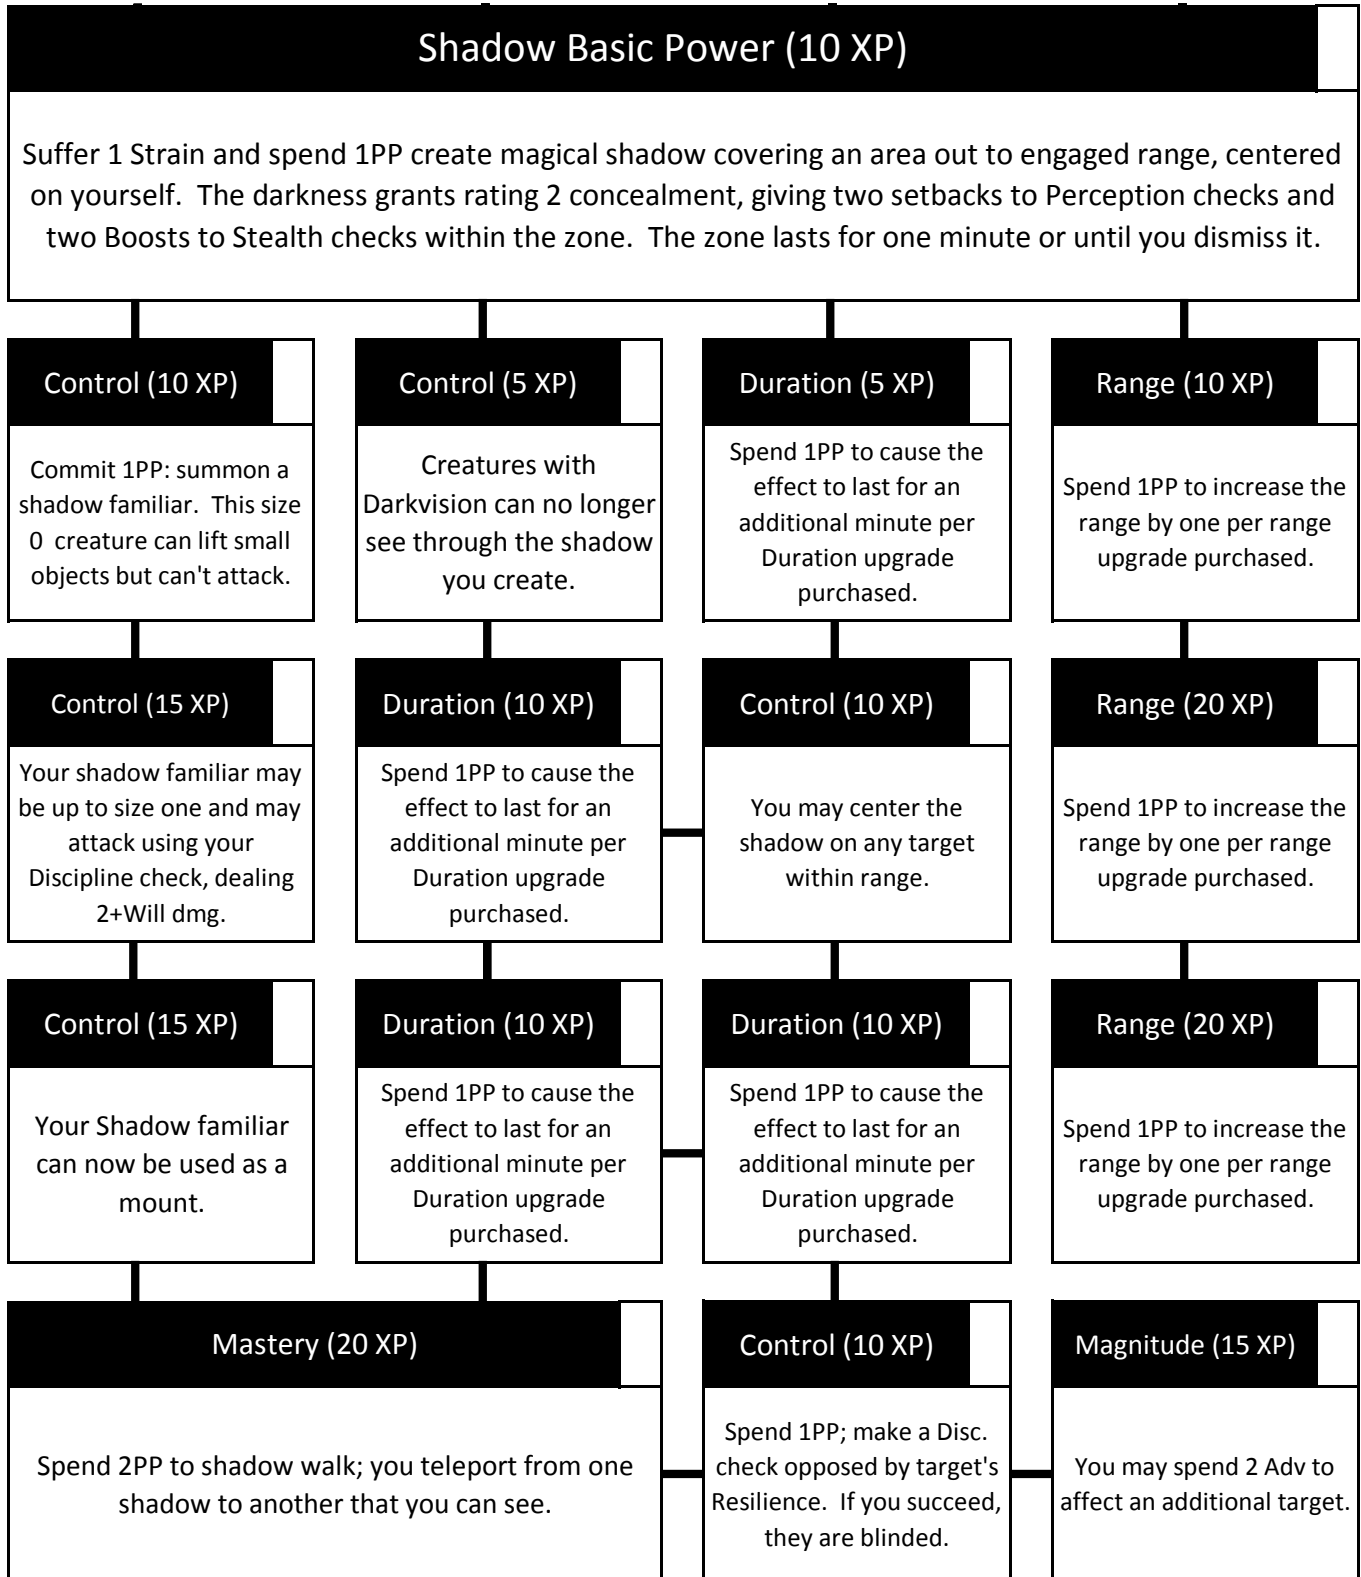 Shadow Basic Power (10 XP)
Suffer 1 Strain and spend 1PP create magical shadow covering an area out to engaged range, centered
on yourself.  The darkness grants rating 2 concealment, giving two setbacks to Perception checks and
two Boosts to Stealth checks within the zone.  The zone lasts for one minute or until you dismiss it.
Control (10 XP)
Commit 1PP: summon a
shadow familiar.  This size
0  creature can lift small
objects but can't attack.
Control (5 XP)
Creatures with
Darkvision can no longer
see through the shadow
you create.
Duration (5 XP)
Spend 1PP to cause the
effect to last for an
additional minute per
Duration upgrade
purchased.
Range (10 XP)
Spend 1PP to increase the
range by one per range
upgrade purchased.
Control (15 XP)
Your shadow familiar may
be up to size one and may
attack using your
Discipline check, dealing
2+Will dmg.
Duration (10 XP)
Spend 1PP to cause the
effect to last for an
additional minute per
Duration upgrade
purchased.
Control (10 XP)
You may center the
shadow on any target
within range.
Range (20 XP)
Spend 1PP to increase the
range by one per range
upgrade purchased.
Control (15 XP)
Your Shadow familiar
can now be used as a
mount.
Duration (10 XP)
Spend 1PP to cause the
effect to last for an
additional minute per
Duration upgrade
purchased.
Duration (10 XP)
Spend 1PP to cause the
effect to last for an
additional minute per
Duration upgrade
purchased.
Range (20 XP)
Spend 1PP to increase the
range by one per range
upgrade purchased.
Mastery (20 XP)
Spend 2PP to shadow walk; you teleport from one
shadow to another that you can see.
Control (10 XP)
Spend 1PP; make a Disc.
check opposed by target's
Resilience.  If you succeed,
they are blinded.
Magnitude (15 XP)
You may spend 2 Adv to
affect an additional target.